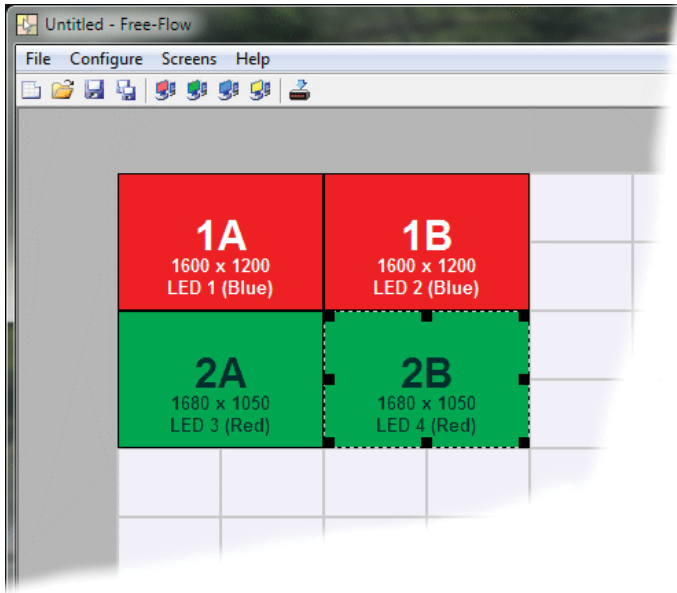 Untitled - Free-Flow
File Configure Screens Help
1A
1600 x 1200
LED 1 (Blue)
1B
1600 x 1200
LED 2 (Blue)
2A
1680 x 1050
LED 3 (Red)
2B
1680 x 1050
LED 4 (Red)